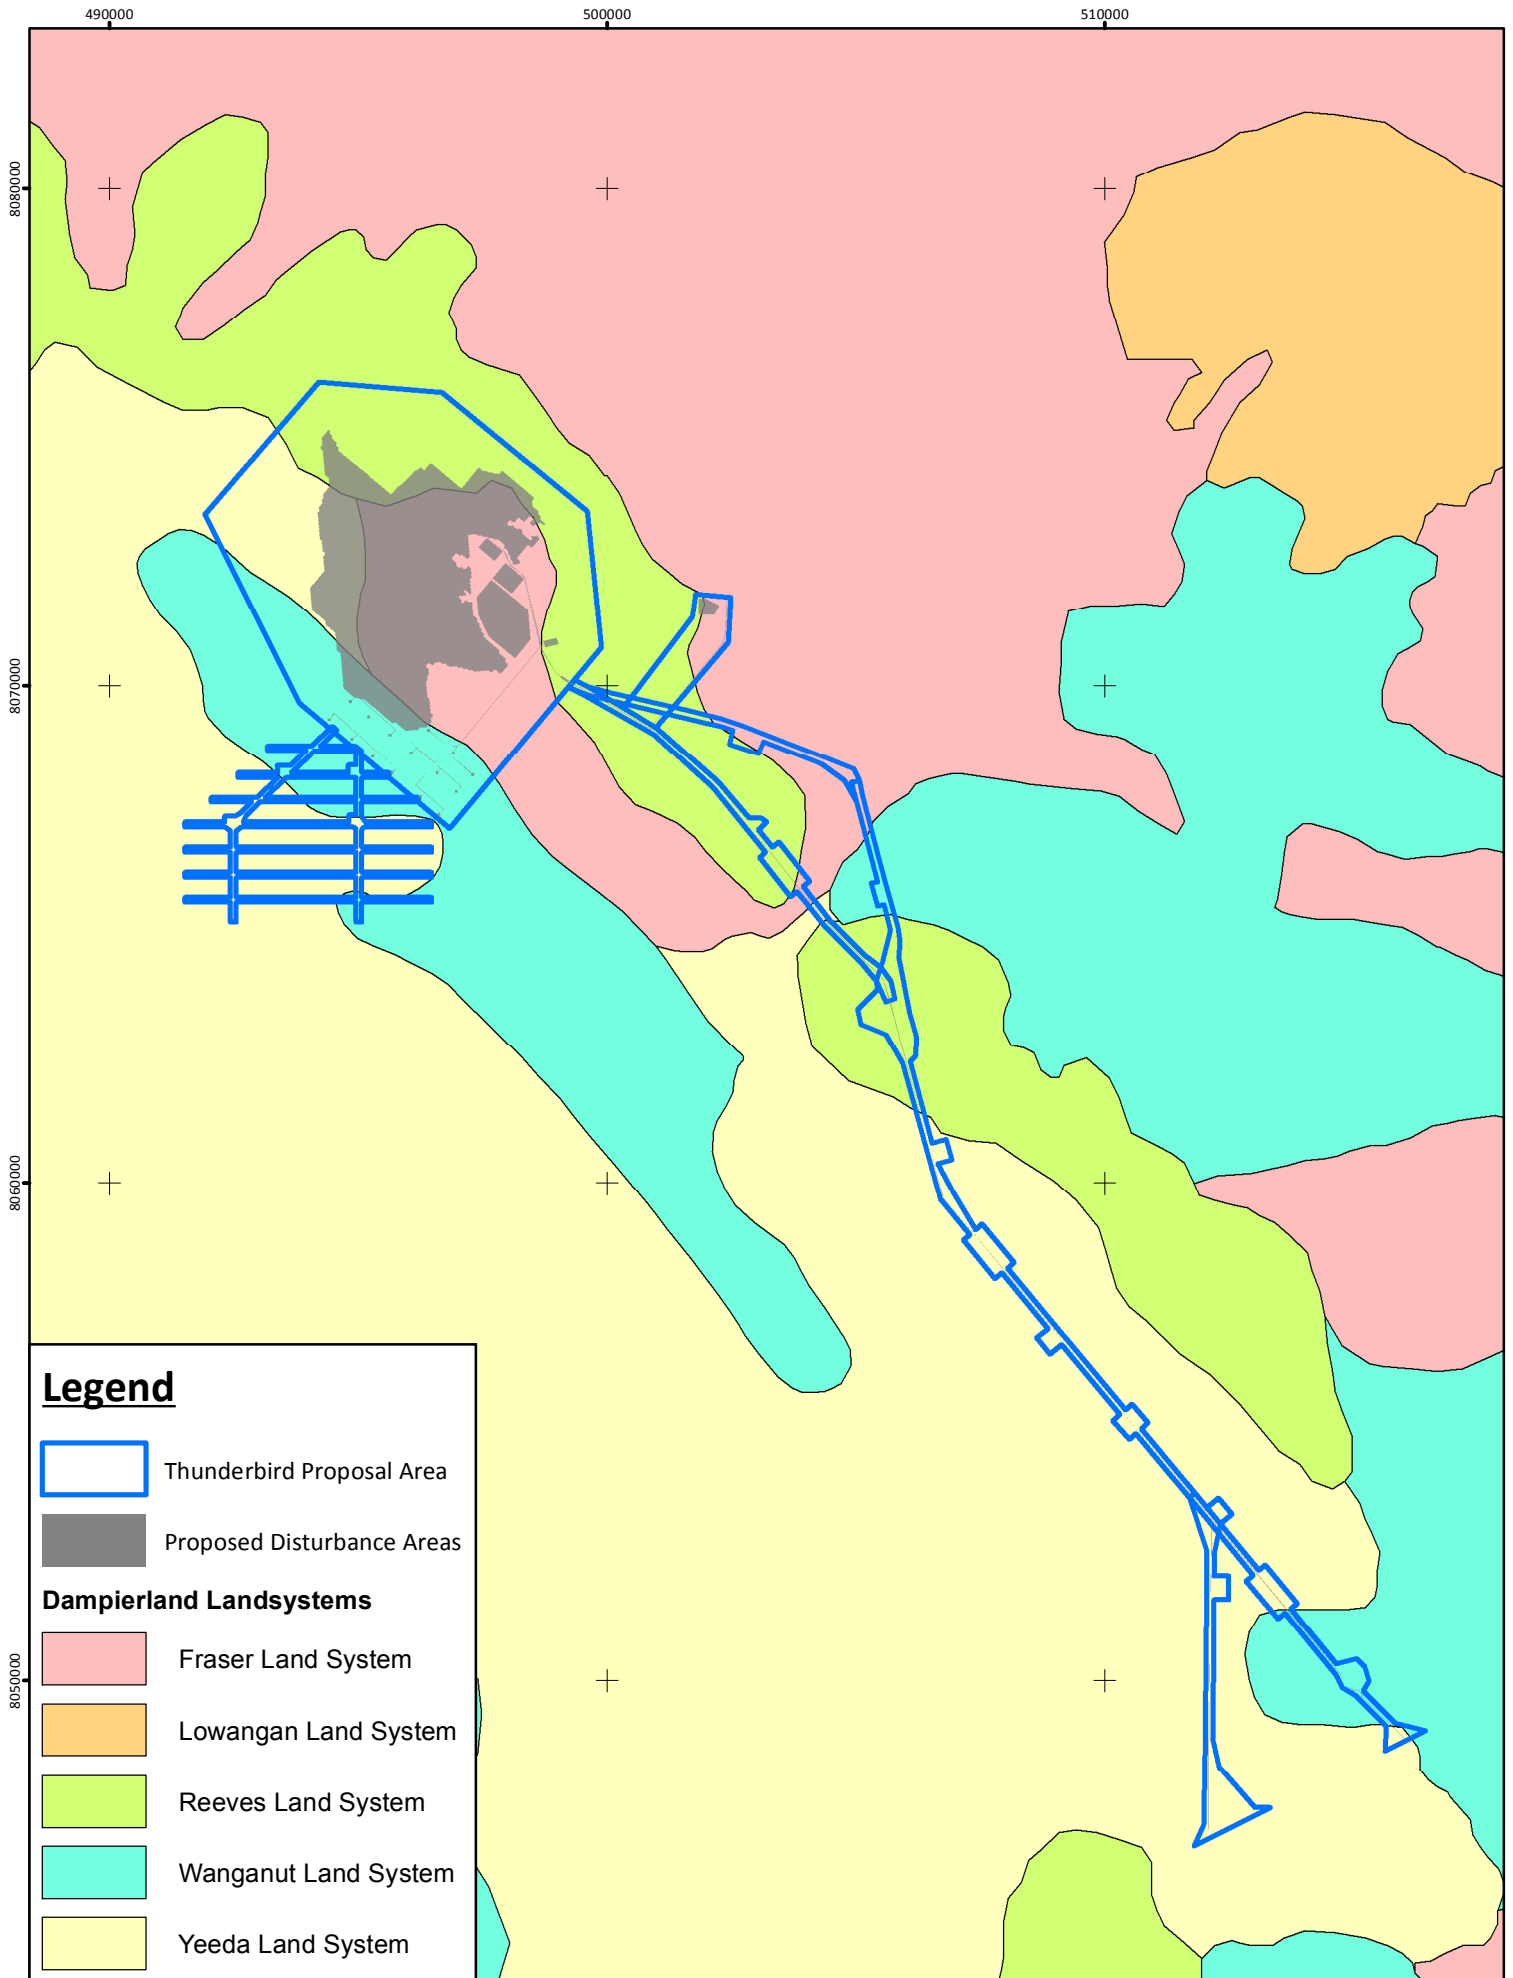 490000
500000
510000
8080000
8070000
8060000
8050000
Legend
Thunderbird Proposal Area
Proposed Disturbance Areas
Dampierland Landsystems
Fraser Land System
Lowangan Land System
Reeves Land System
Wanganut Land System
Yeeda Land System